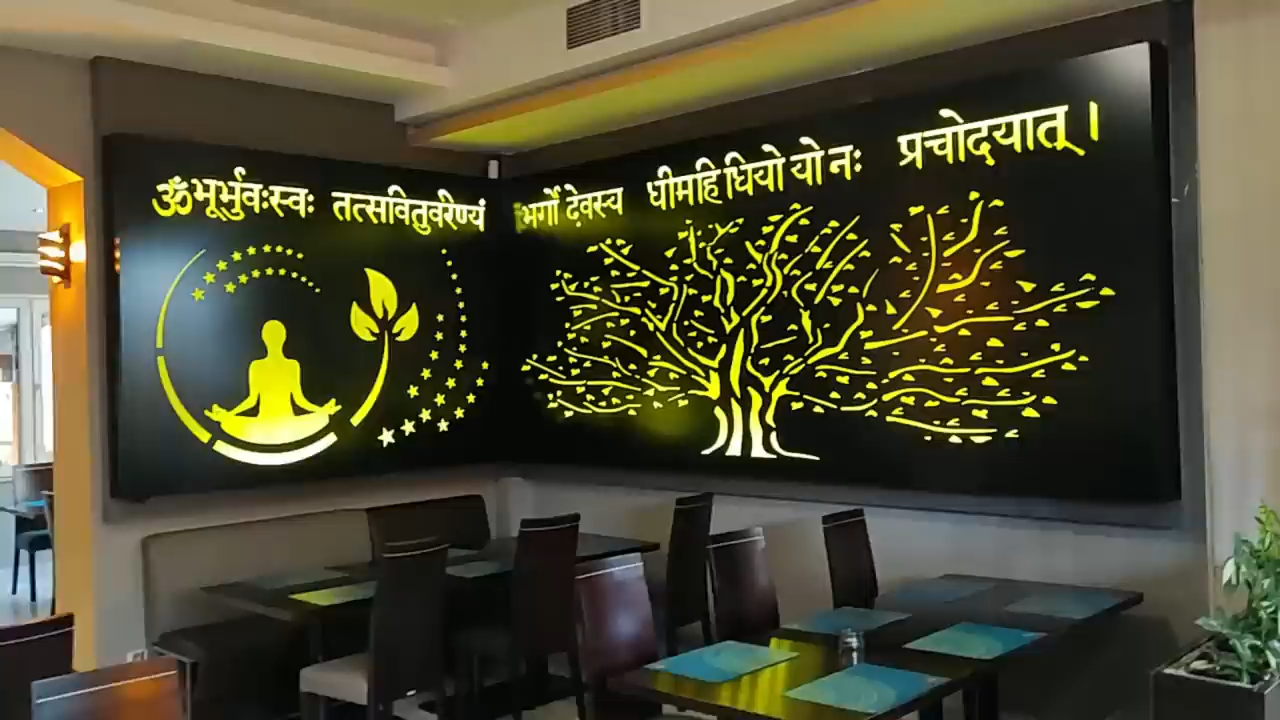 ॐ भूर्भुवःस्वः तत्सवितुवरिण्यं भर्गो देवस्य धीमहि धियो यो नः प्रचोदयात् ।